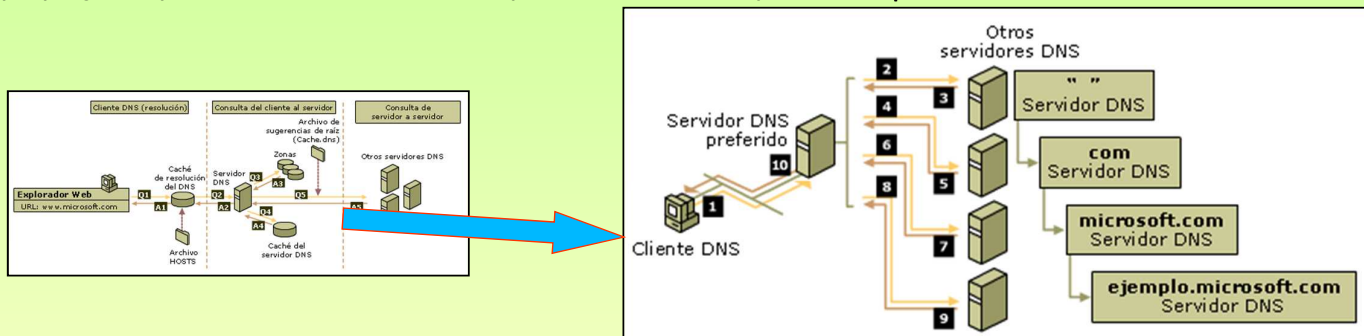 Cliente DNS (resolución)
Consulta del cliente al servidor
Consulta de
servidor a servidor
Archivo de
sugerencias de raíz
(Cache.dns)
Caché
de resolución
del DNS
Servidor
DNS
Zonas
Otros servidores DNS
Q3
A3
Explorador Web
URL: www.microsoft.com
Q1
A1
Q2
A2
Q5
A5
Q4
A4
Archivo
HOSTS
Caché del
servidor DNS
Otros
servidores DNS
Servidor DNS
preferido
Cliente DNS
1
2
3
4
5
6
7
8
9
10
" "
Servidor DNS
com
Servidor DNS
microsoft.com
Servidor DNS
ejemplo.microsoft.com
Servidor DNS